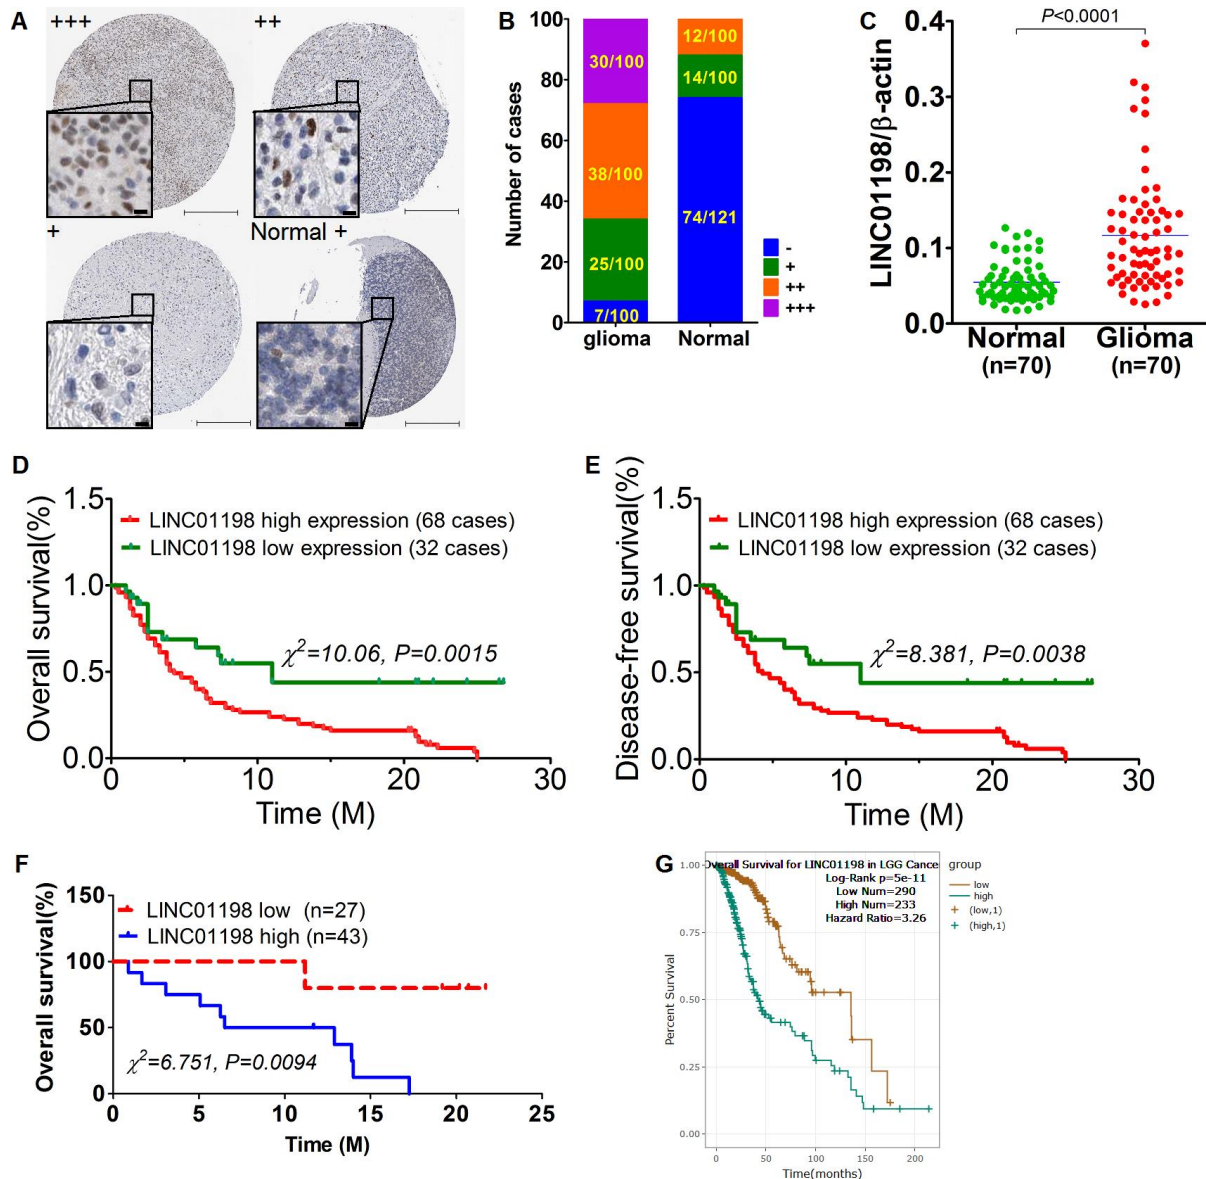 A
+++
++
+
Normal +
B
Number of cases
100
80
60
40
20
0
30/100
38/100
25/100
7/100
12/100
14/100
74/121
glioma
Normal
-
+
++
+++
C
P<0.0001
LINC01198/β-actin
0.4
0.3
0.2
0.1
0.0
Normal
(n=70)
Glioma
(n=70)
D
Overall survival(%)
1.5
1.0
0.5
0.0
LINC01198 high expression (68 cases)
LINC01198 low expression (32 cases)
χ2=10.06, P=0.0015
0 10 20 30
Time (M)
E
Disease-free survival(%)
1.5
1.0
0.5
0.0
LINC01198 high expression (68 cases)
LINC01198 low expression (32 cases)
χ2=8.381, P=0.0038
0 10 20 30
Time (M)
F
Overall survival(%)
150
100
50
0
LINC01198 low (n=27)
LINC01198 high (n=43)
χ2=6.751, P=0.0094
0 5 10 15 20 25
Time (M)
G
Overall Survival for LINC01198 in LGG Cance
Log-Rank p=5e-11
Low Num=290
High Num=233
Hazard Ratio=3.26
group
low
high
(low,1)
(high,1)
Percent Survival
1.00
0.75
0.50
0.25
0.00
0 50 100 150 200
Time(months)